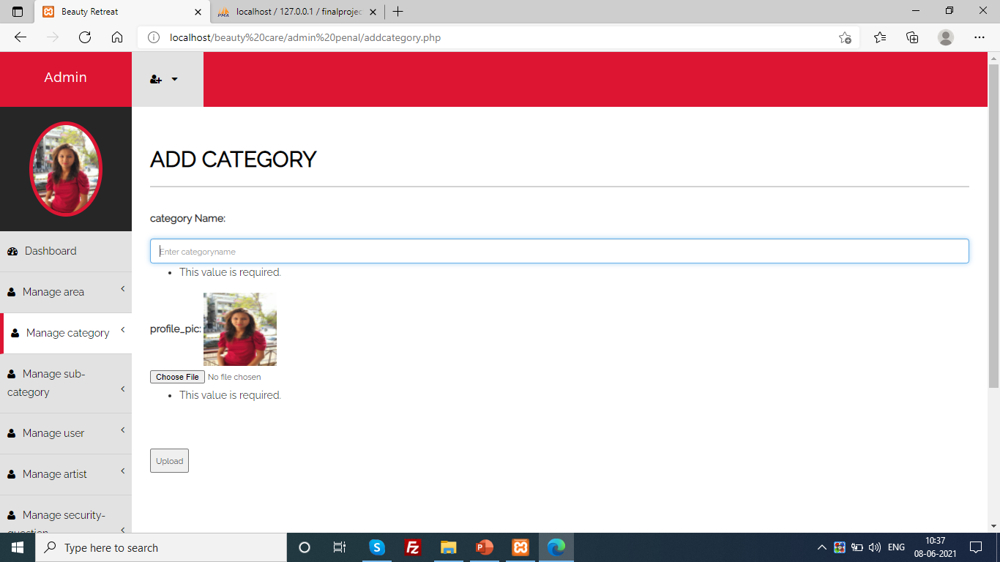 Beauty Retreat
localhost / 127.0.0.1 / finalprojec
localhost/beauty%20care/admin%20penal/addcategory.php
Admin
Dashboard
Manage area
Manage category
Manage sub-
category
Manage user
Manage artist
Manage security-
question
ADD CATEGORY
category Name:
Enter categoryname
This value is required.
profile_pic:
Choose File No file chosen
This value is required.
Upload
Type here to search
ENG
10:37
08-06-2021